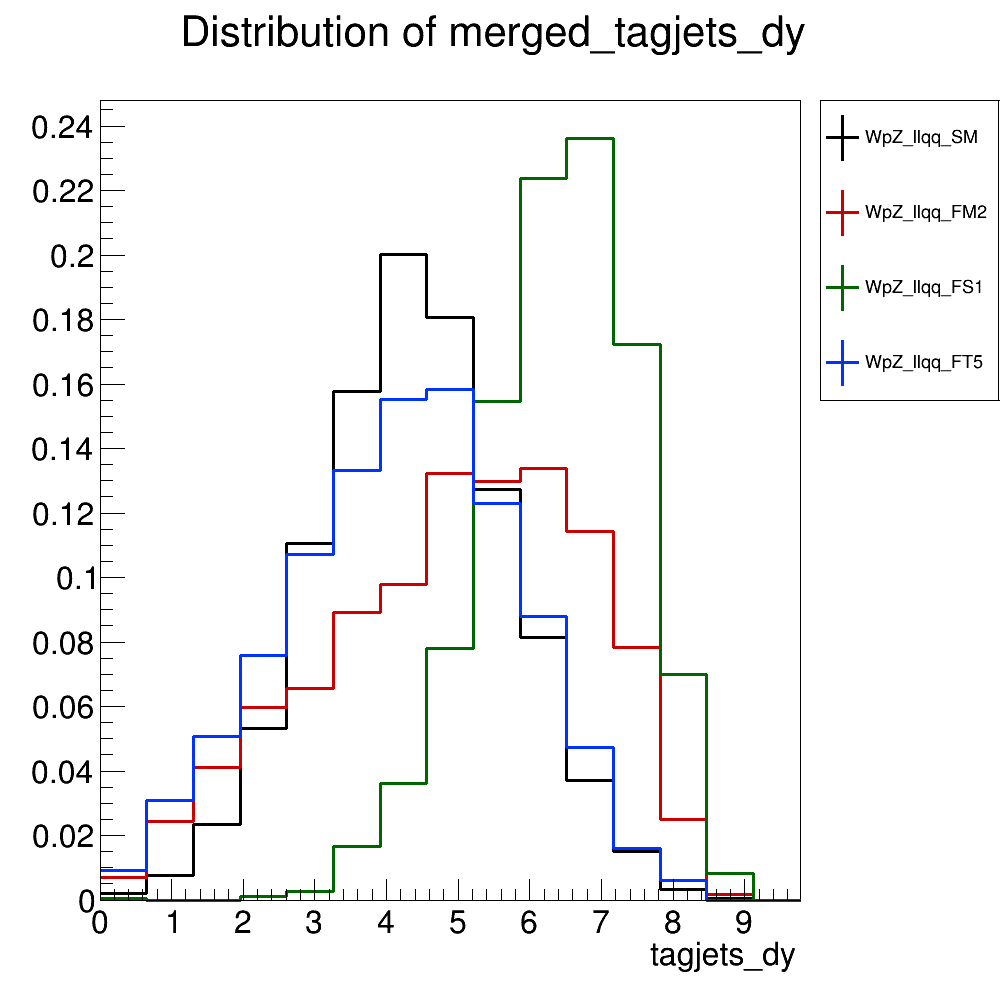 Distribution of merged_tagjets_dy
0.24
0.22
0.2
0.18
0.16
0.14
0.12
0.1
0.08
0.06
0.04
0.02
0
0 1 2 3 4 5 6 7 8 9
tagjets_dy
WpZ_llqq_SM
WpZ_llqq_FM2
WpZ_llqq_FS1
WpZ_llqq_FT5